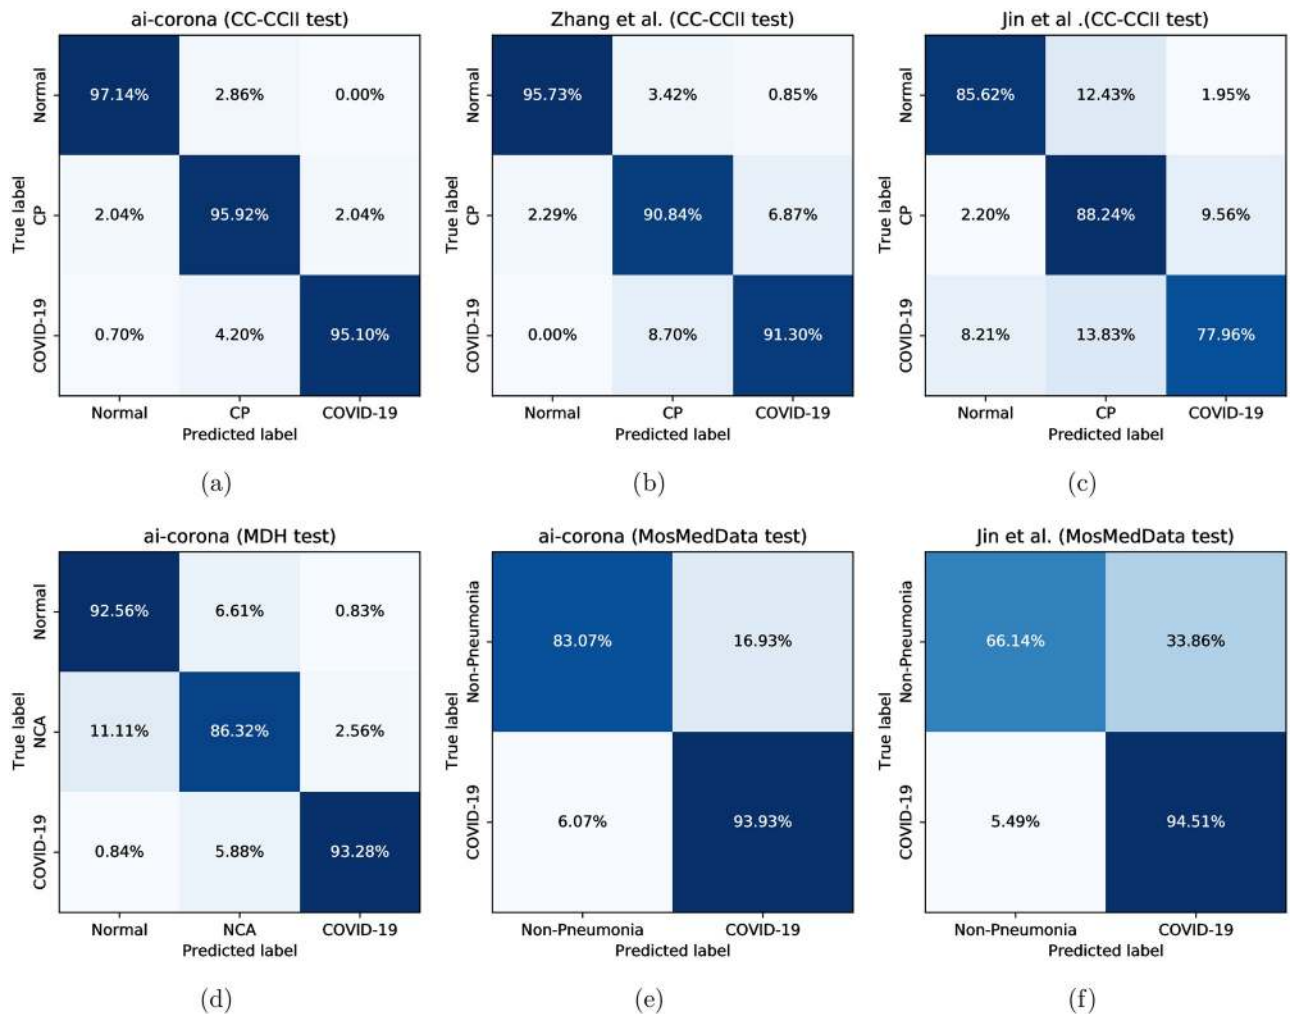 ai-corona (CC-CCII test)
Normal
97.14%
2.86%
0.00%
True label
CP
2.04%
95.92%
2.04%
COVID-19
0.70%
4.20%
95.10%
Normal
CP
COVID-19
Predicted label
(a)
Zhang et al. (CC-CCII test)
Normal
95.73%
3.42%
0.85%
True label
CP
2.29%
90.84%
6.87%
COVID-19
0.00%
8.70%
91.30%
Normal
CP
COVID-19
Predicted label
(b)
Jin et al .(CC-CCII test)
Normal
85.62%
12.43%
1.95%
True label
CP
2.20%
88.24%
9.56%
COVID-19
8.21%
13.83%
77.96%
Normal
CP
COVID-19
Predicted label
(c)
ai-corona (MDH test)
Normal
92.56%
6.61%
0.83%
True label
NCA
11.11%
86.32%
2.56%
COVID-19
0.84%
5.88%
93.28%
Normal
NCA
COVID-19
Predicted label
(d)
ai-corona (MosMedData test)
Non-Pneumonia
83.07%
16.93%
True label
COVID-19
6.07%
93.93%
Non-Pneumonia
COVID-19
Predicted label
(e)
Jin et al. (MosMedData test)
Non-Pneumonia
66.14%
33.86%
True label
COVID-19
5.49%
94.51%
Non-Pneumonia
COVID-19
Predicted label
(f)